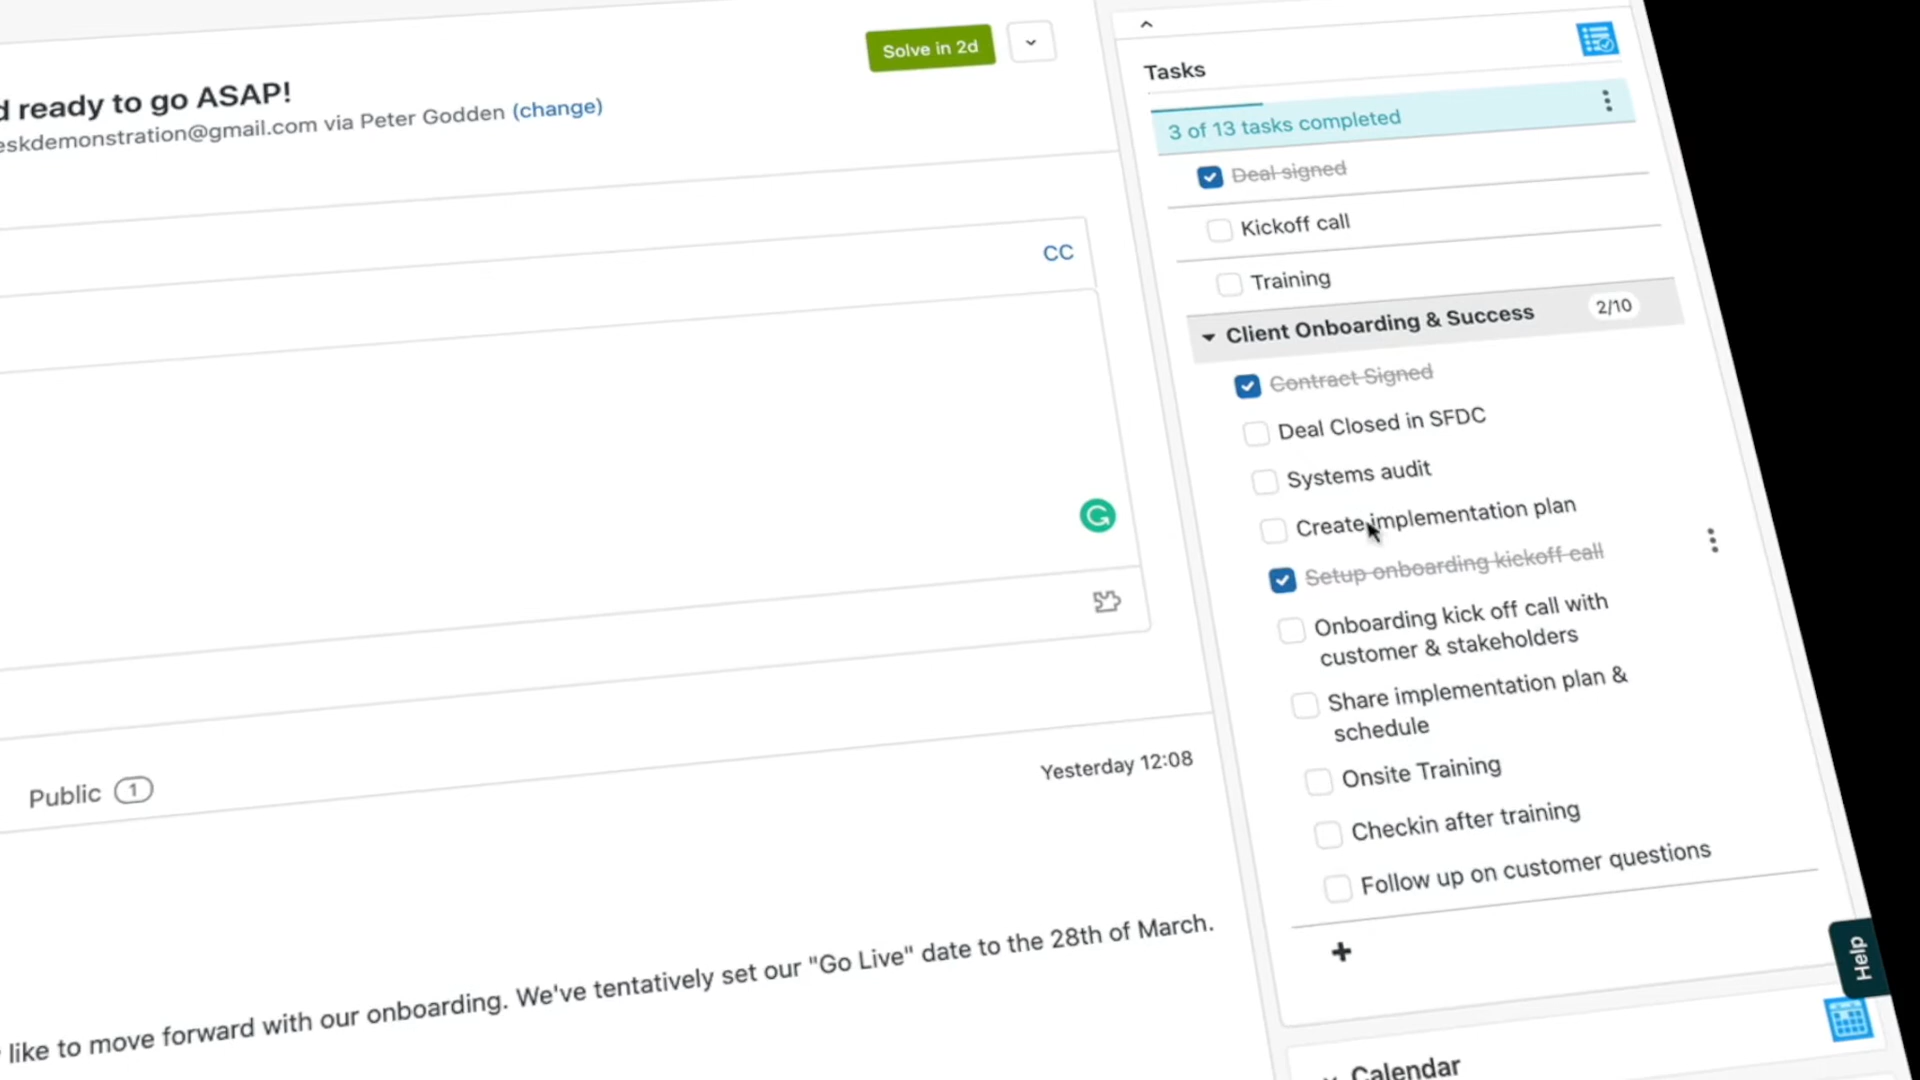 Solve in 2d
d ready to go ASAP!
eskdemonstration@gmail.com via Peter Godden (change)
CC
Public 1
Yesterday 12:08
like to move forward with our onboarding. We've tentatively set our "Go Live" date to the 28th of March.
Tasks
3 of 13 tasks completed
Deal signed
Kickoff call
Training
Client Onboarding & Success 2/10
Contract Signed
Deal Closed in SFDC
Systems audit
Create implementation plan
Setup onboarding kickoff call
Onboarding kick off call with
customer & stakeholders
Share implementation plan &
schedule
Onsite Training
Checkin after training
Follow up on customer questions
Help
Calendar